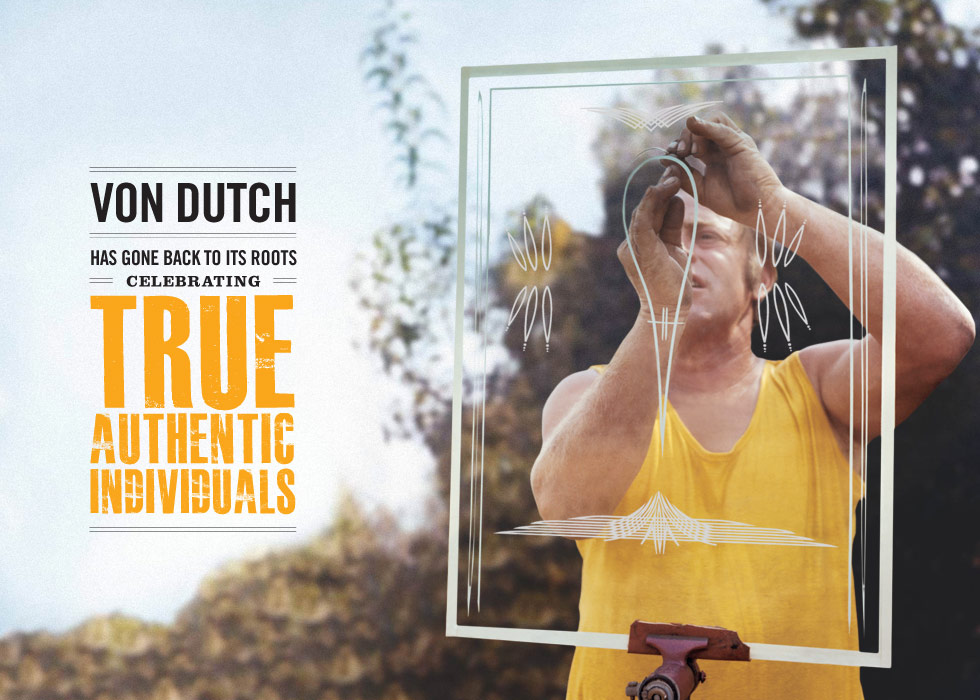 VON DUTCH
HAS GONE BACK TO ITS ROOTS
CELEBRATING
TRUE
AUTHENTIC
INDIVIDUALS